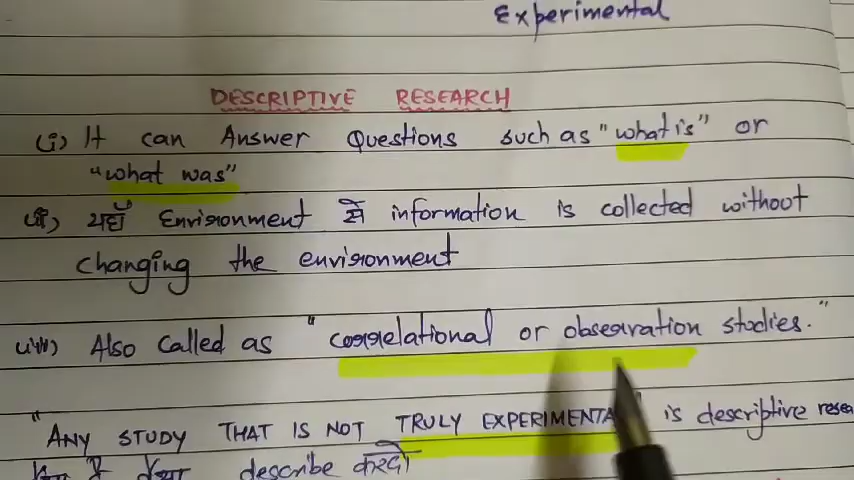 Experimental
DESCRIPTIVE RESEARCH
(i) It can Answer Questions such as "what is" or
"what was"
(ii) यहाँ Environment से information is collected without
changing the environment
(iii) Also called as "correlational or observation studies."
"ANY STUDY THAT IS NOT TRULY EXPERIMENTAL" is descriptive
describe करदो